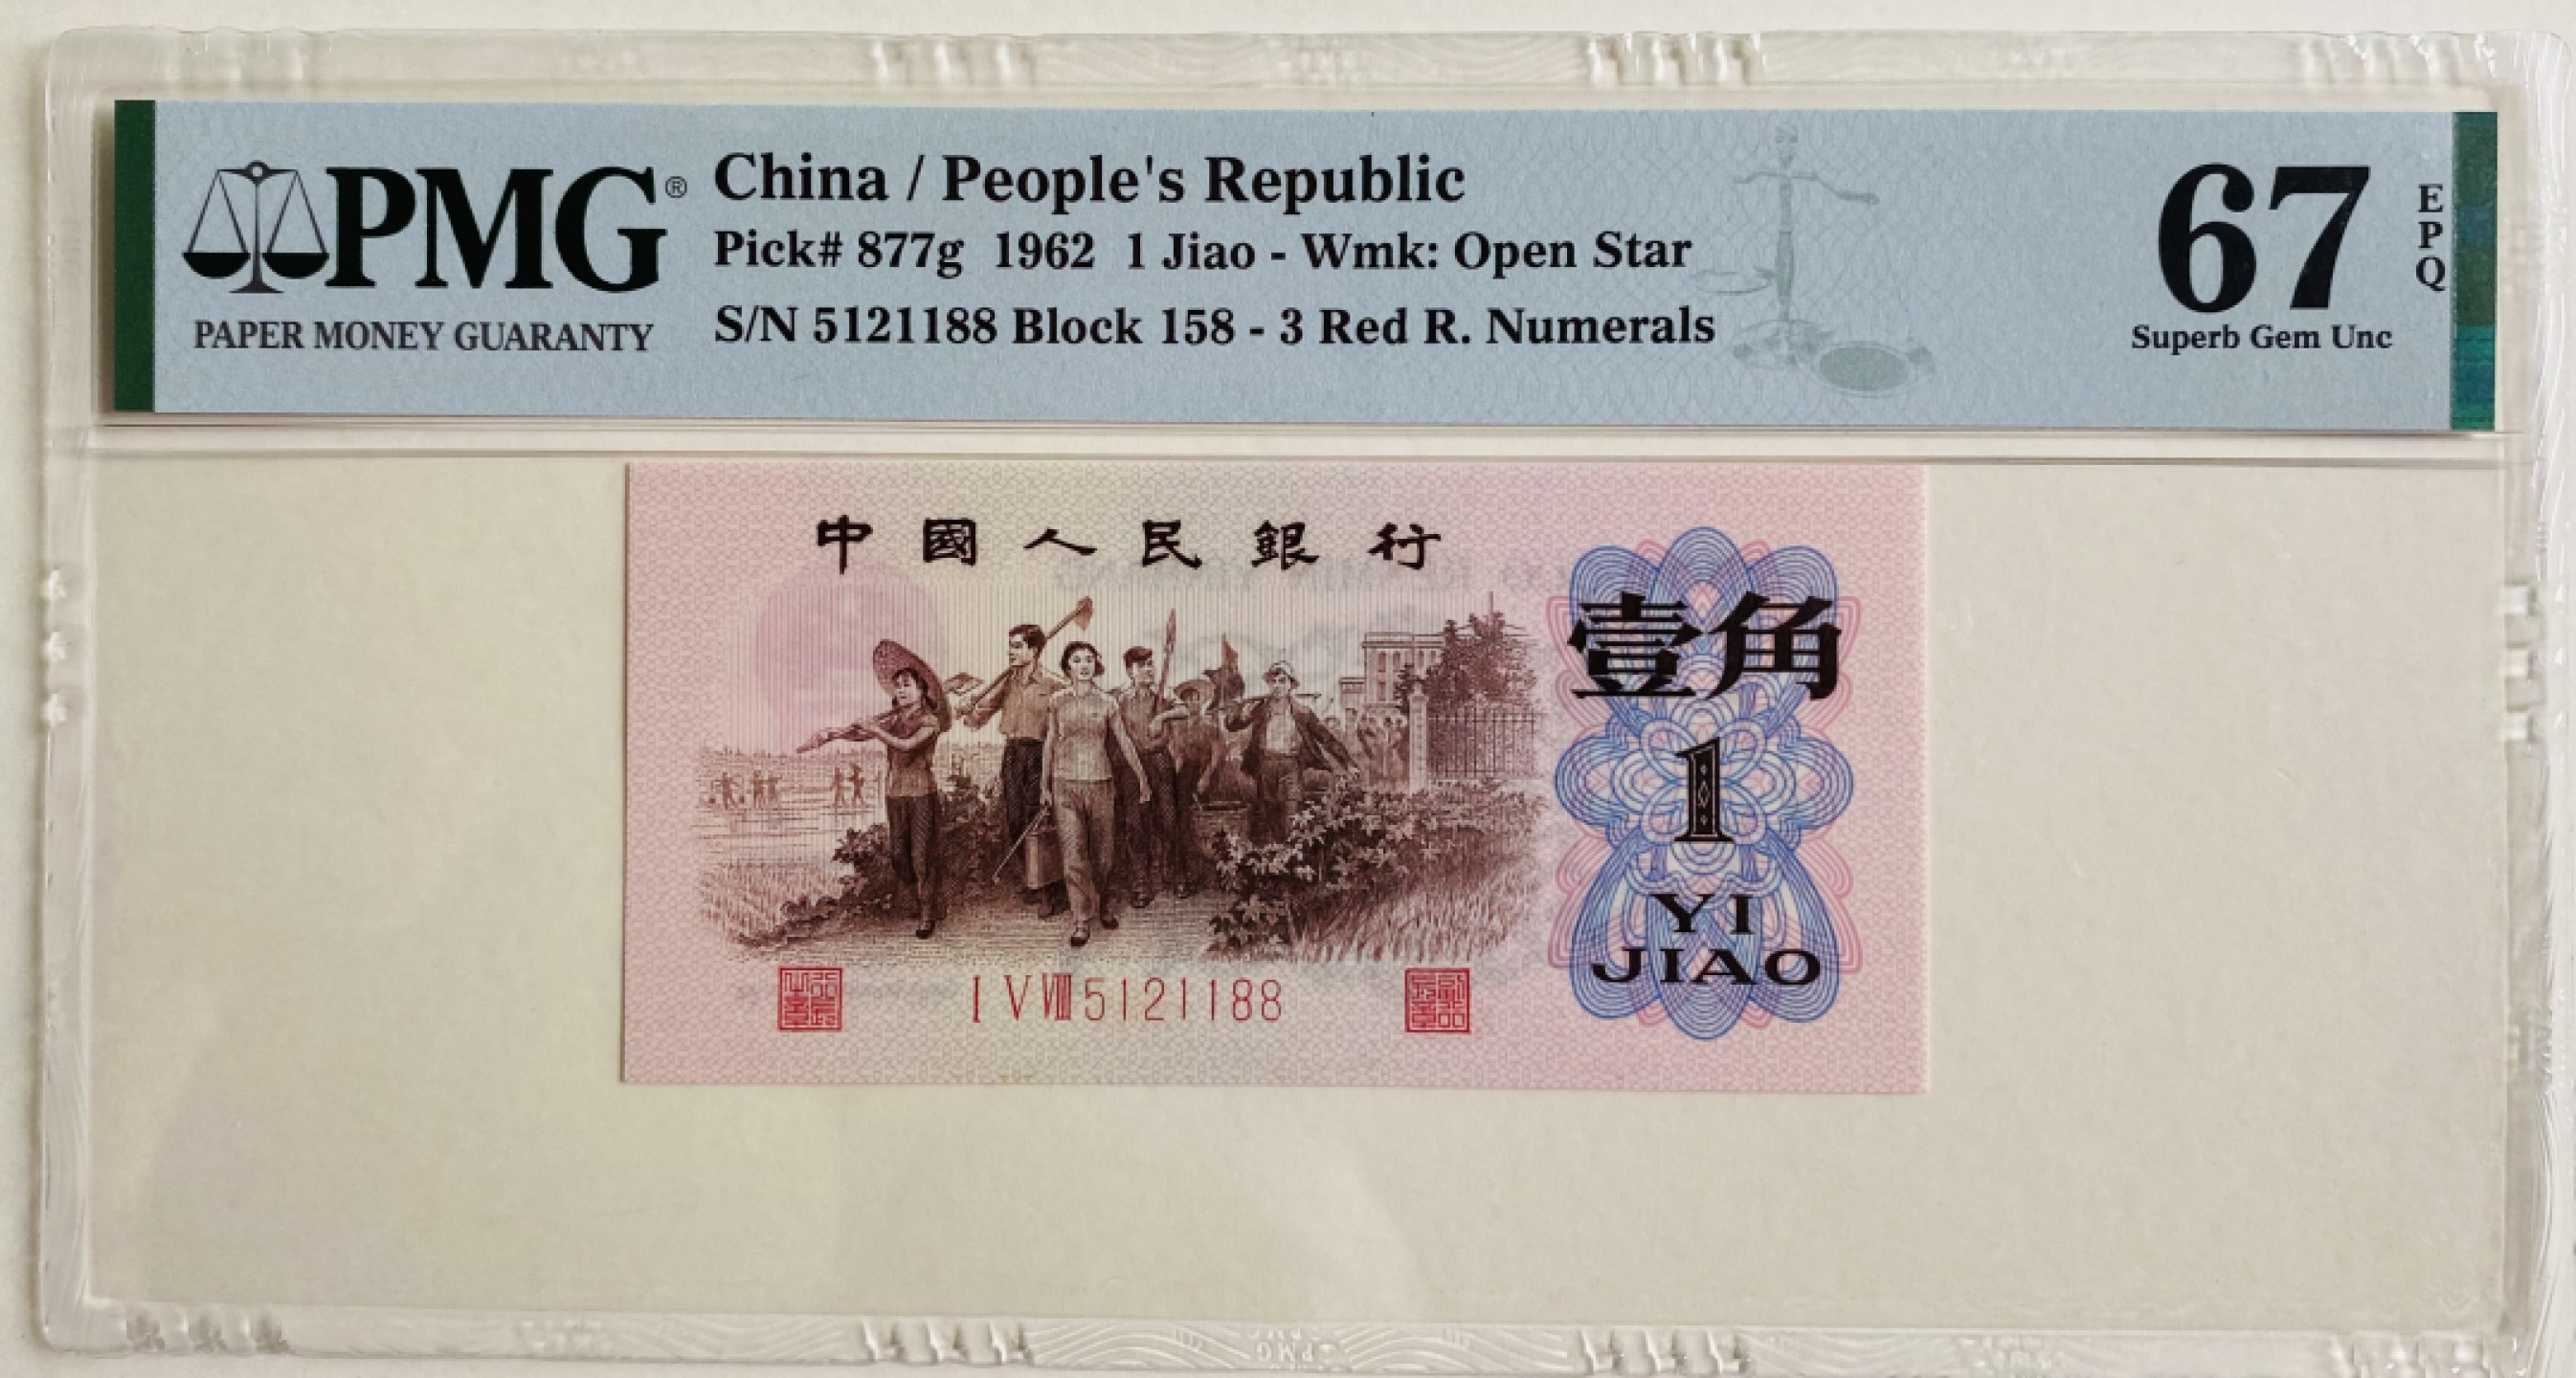 PMG®
PAPER MONEY GUARANTY
China / People's Republic
Pick# 877g 1962 1 Jiao - Wmk: Open Star
S/N 5121188 Block 158 - 3 Red R. Numerals
67
EPQ
Superb Gem Unc
中國人民銀行
壹角
1
YI
JIAO
I V VIII 5121188